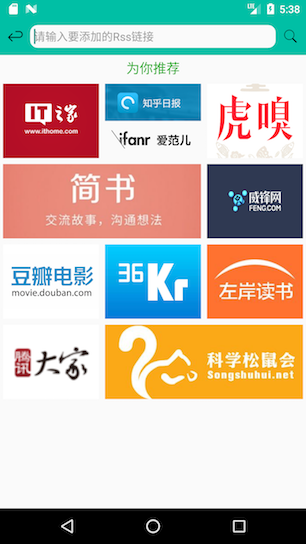 5:38
请输入要添加的Rss链接
为你推荐
IT之家
www.ithome.com
知乎日报
ifanr 爱范儿
虎嗅
简书
交流故事，沟通想法
威锋网
FENG.COM
豆瓣电影
movie.douban.com
36Kr
左岸读书
腾讯大家
科学松鼠会
Songshuhui.net